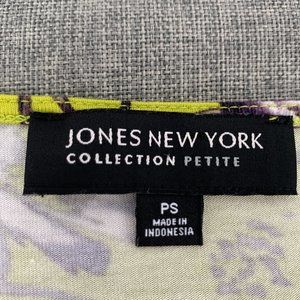 JONES NEW YORK
COLLECTION PETITE
PS
MADE IN
INDONESIA